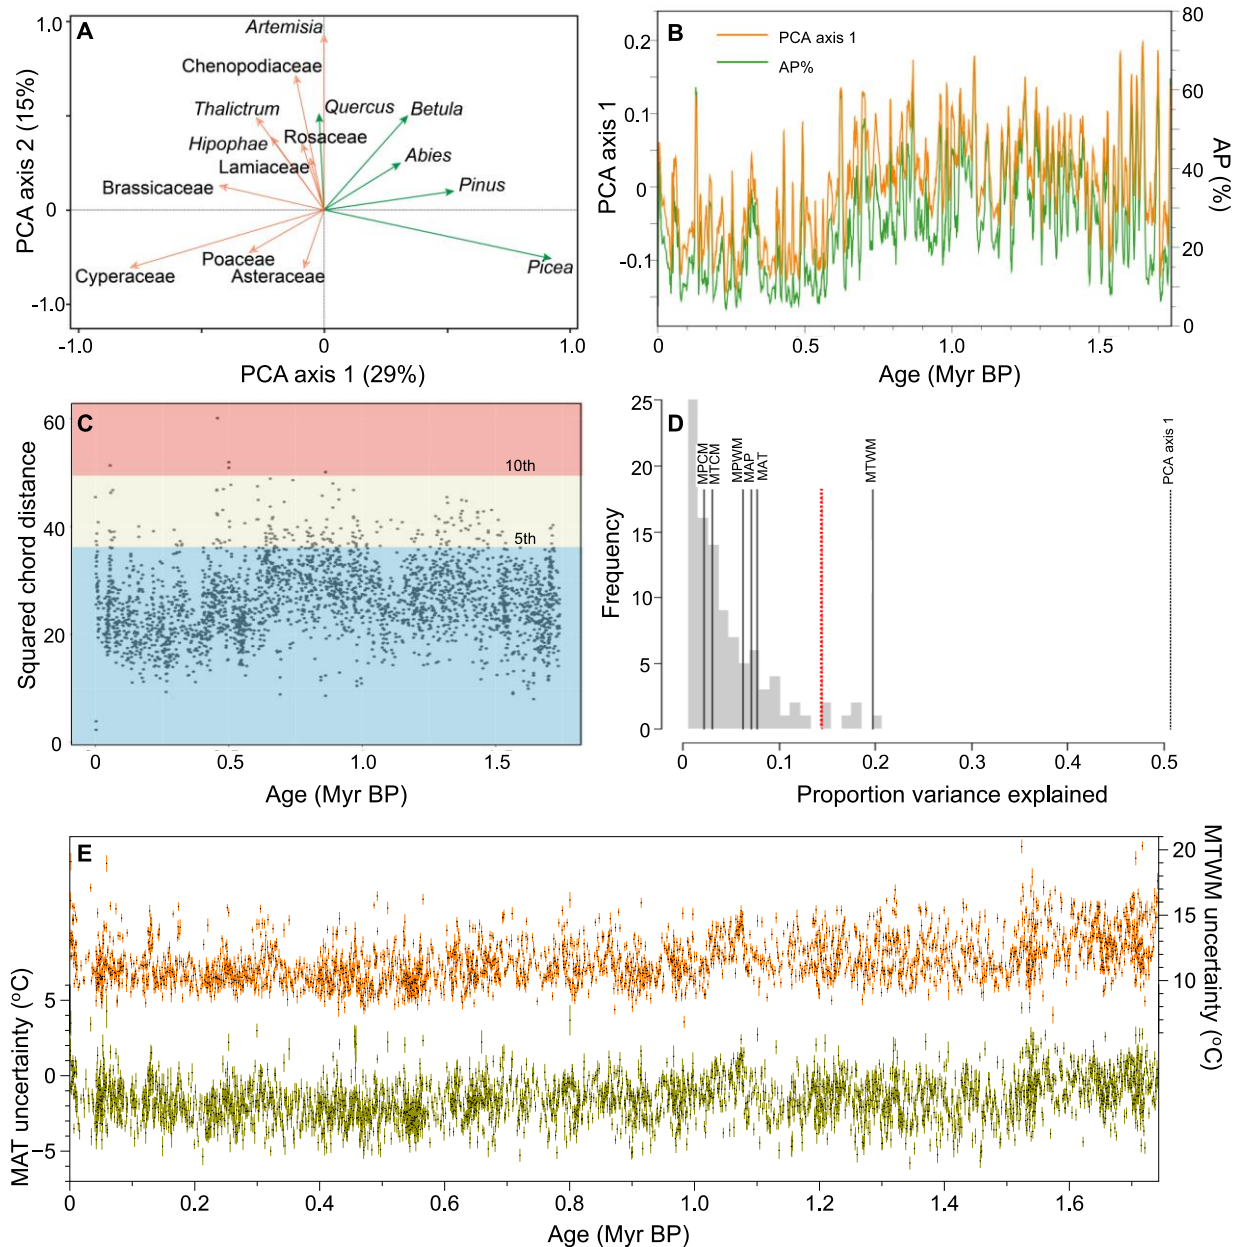 A
1.0
0
-1.0
PCA axis 2 (15%)
Artemisia
Chenopodiaceae
Thalictrum
Quercus
Betula
Hipophae
Rosaceae
Lamiaceae
Abies
Brassicaceae
Pinus
Poaceae
Cyperaceae
Asteraceae
Picea
-1.0
0
1.0
PCA axis 1 (29%)
B
PCA axis 1
AP%
0.2
0.1
0
-0.1
PCA axis 1
80
60
40
20
0
AP (%)
0
0.5
1.0
1.5
Age (Myr BP)
C
60
40
20
0
Squared chord distance
10th
5th
0
0.5
1.0
1.5
Age (Myr BP)
D
25
20
15
10
5
0
Frequency
MPCM
MTCM
MPWM
MAP
MAT
MTWM
PCA axis 1
0
0.1
0.2
0.3
0.4
0.5
Proportion variance explained
E
5
0
−5
MAT uncertainty (ºC)
20
15
10
MTWM uncertainty (ºC)
0
0.2
0.4
0.6
0.8
1.0
1.2
1.4
1.6
Age (Myr BP)